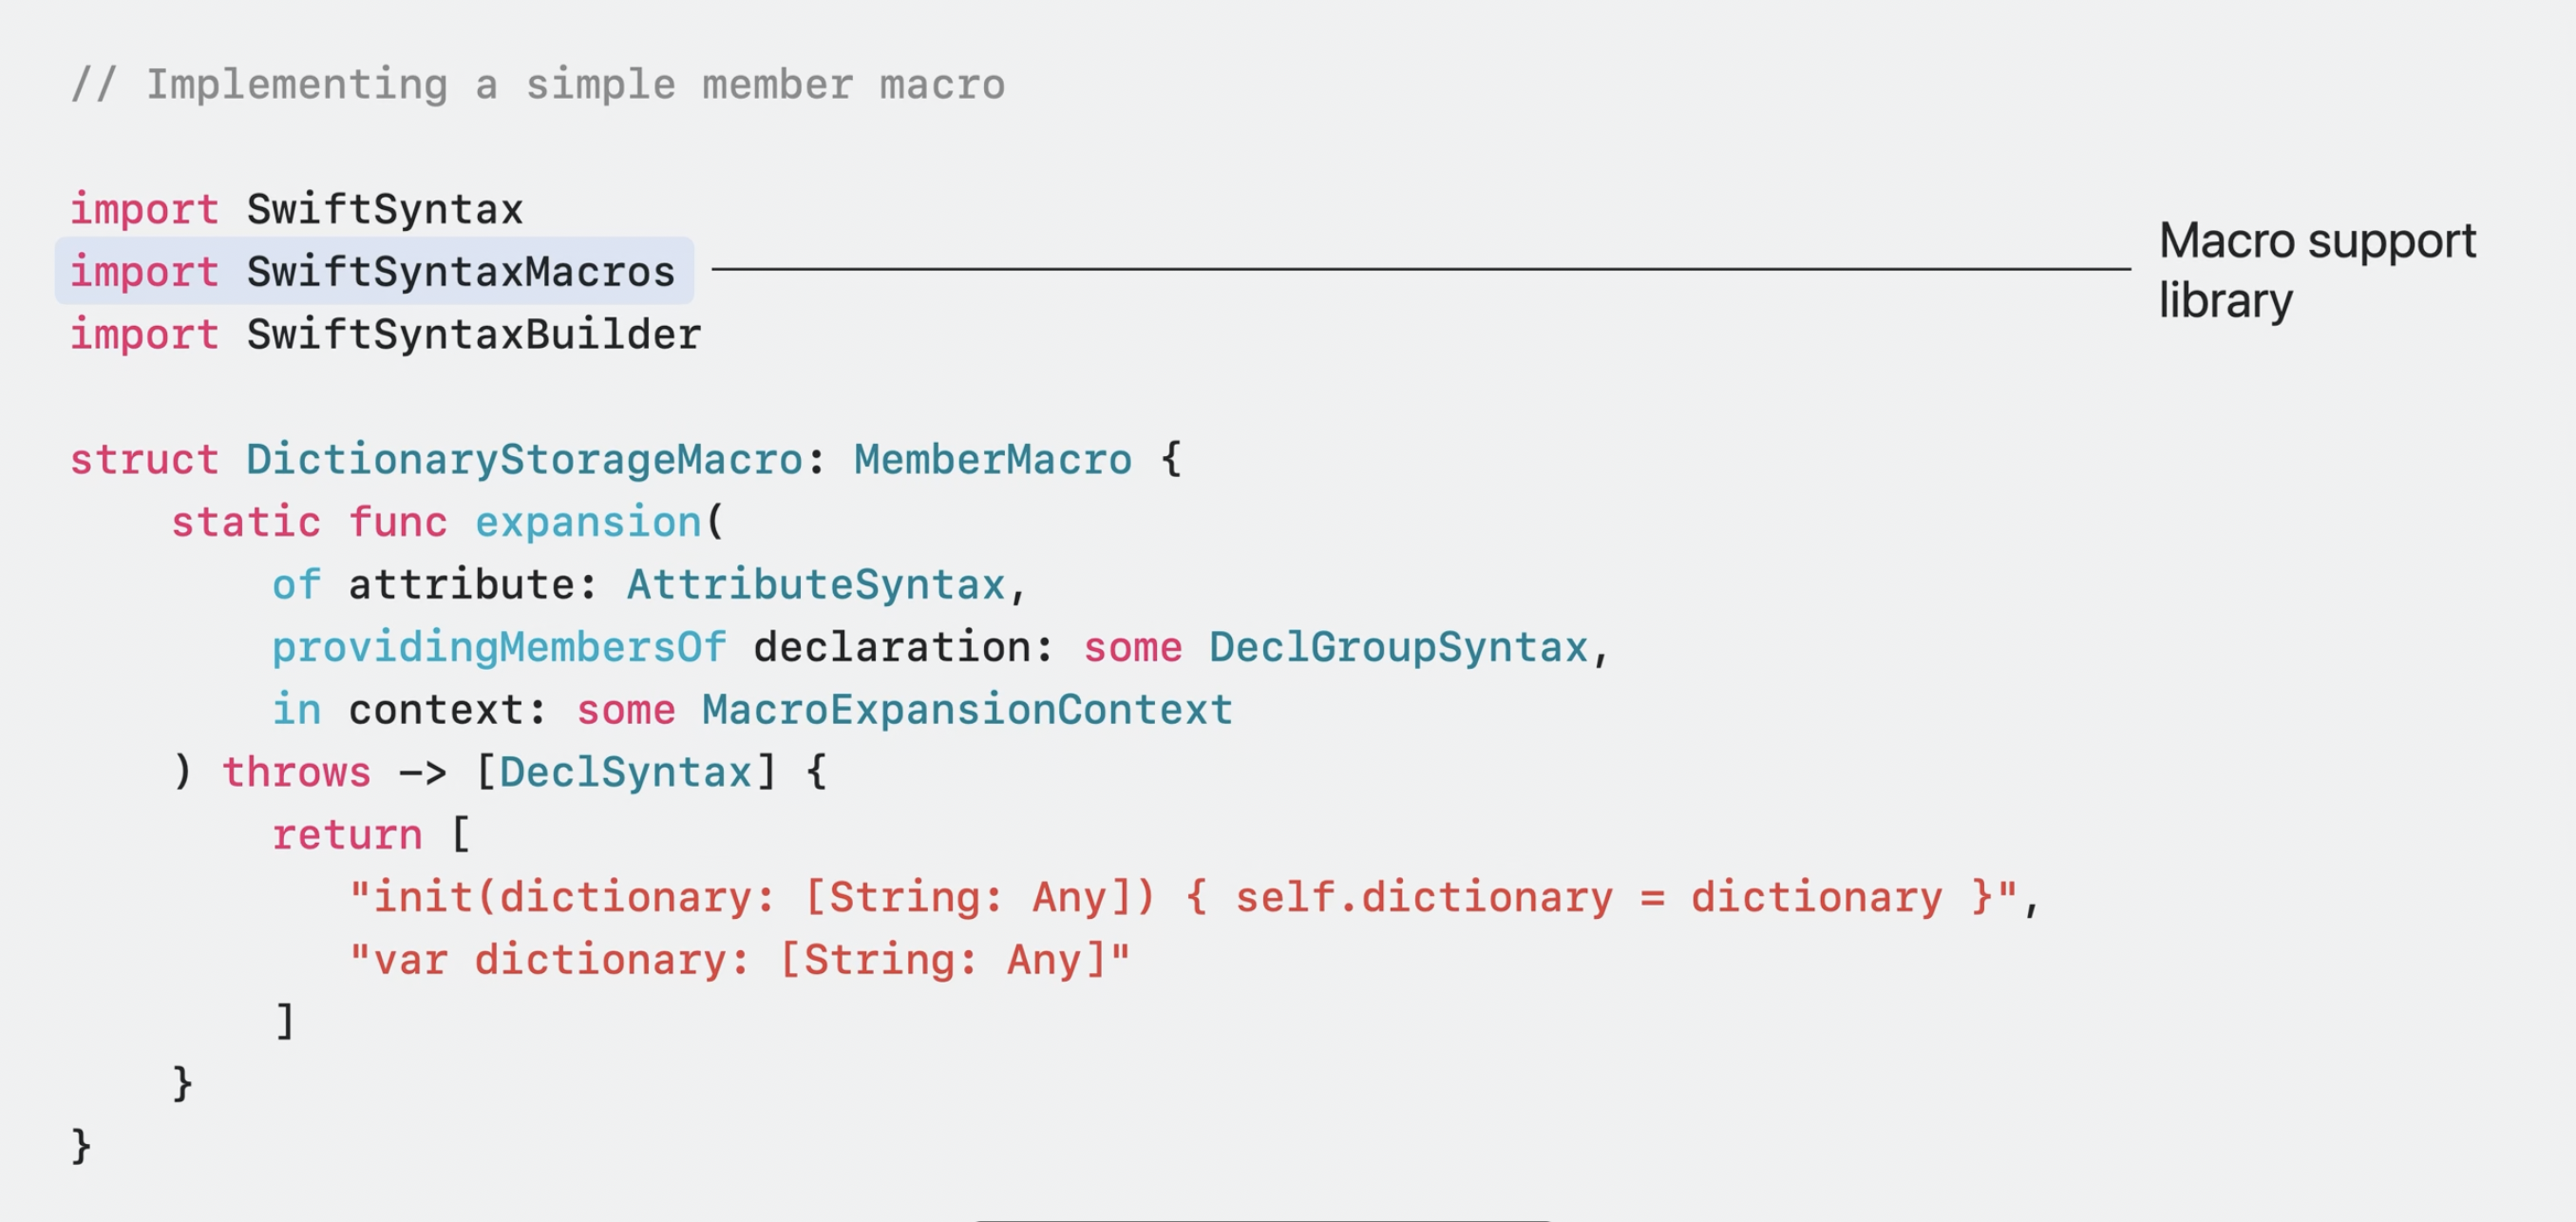 // Implementing a simple member macro
import SwiftSyntax
import SwiftSyntaxMacros
Macro support
library
import SwiftSyntaxBuilder
struct DictionaryStorageMacro: MemberMacro {
    static func expansion(
        of attribute: AttributeSyntax,
        providingMembersOf declaration: some DeclGroupSyntax,
        in context: some MacroExpansionContext
    ) throws -> [DeclSyntax] {
        return [
           "init(dictionary: [String: Any]) { self.dictionary = dictionary }",
           "var dictionary: [String: Any]"
        ]
    }
}